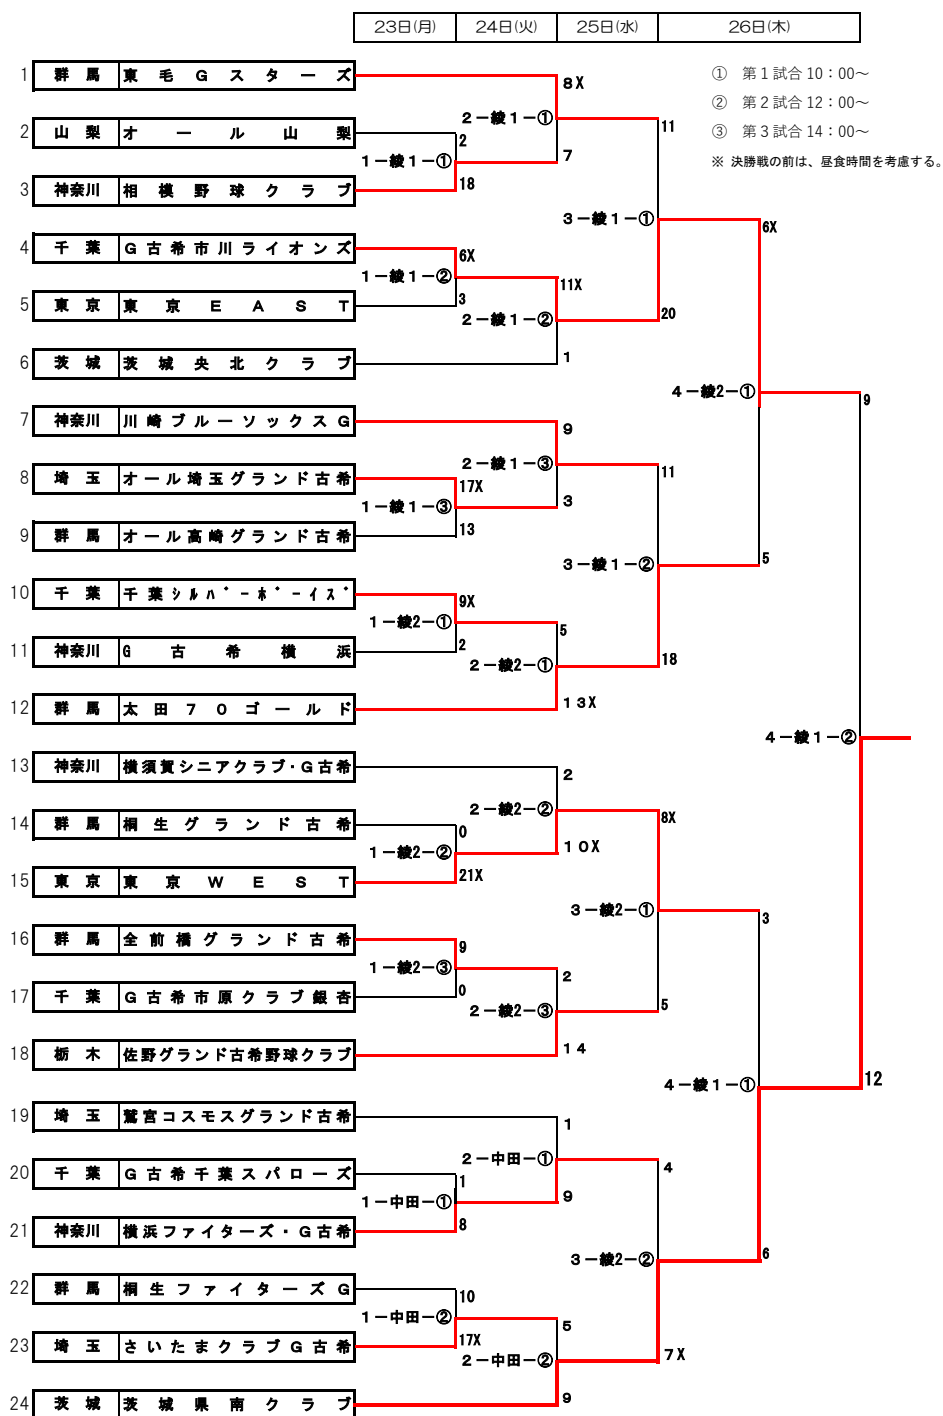 23日(月) 24日(火) 25日(水) 26日(木)
① 第1試合 10：00～
② 第2試合 12：00～
③ 第3試合 14：00～
※ 決勝戦の前は、昼食時間を考慮する。
1 群馬 東毛Gスターズ
8X
2－綾1－①
11
2 山梨 オール山梨
2
1－綾1－①
7
3 神奈川 相模野球クラブ
18
3－綾1－①
6X
4 千葉 G古希市川ライオンズ
6X
1－綾1－②
11X
5 東京 東京EAST
3
2－綾1－②
20
6 茨城 茨城央北クラブ
1
4－綾2－①
9
7 神奈川 川崎ブルーソックスG
9
2－綾1－③
11
8 埼玉 オール埼玉グランド古希
17X
1－綾1－③
3
9 群馬 オール高崎グランド古希
13
3－綾1－②
5
10 千葉 千葉ｼﾙﾊﾞｰﾎﾞｰｲｽﾞ
9X
1－綾2－①
5
11 神奈川 G古希横浜
2
2－綾2－①
18
12 群馬 太田70ゴールド
13X
4－綾1－②
13 神奈川 横須賀シニアクラブ・G古希
2
2－綾2－②
8X
14 群馬 桐生グランド古希
0
1－綾2－②
10X
15 東京 東京WEST
21X
3－綾2－①
3
16 群馬 全前橋グランド古希
9
1－綾2－③
2
17 千葉 G古希市原クラブ銀杏
0
2－綾2－③
5
18 栃木 佐野グランド古希野球クラブ
14
4－綾1－①
12
19 埼玉 鷲宮コスモスグランド古希
1
2－中田－①
4
20 千葉 G古希千葉スパローズ
1
1－中田－①
9
21 神奈川 横浜ファイターズ・G古希
8
3－綾2－②
6
22 群馬 桐生ファイターズG
10
1－中田－②
5
23 埼玉 さいたまクラブG古希
17X
2－中田－②
7X
24 茨城 茨城県南クラブ
9